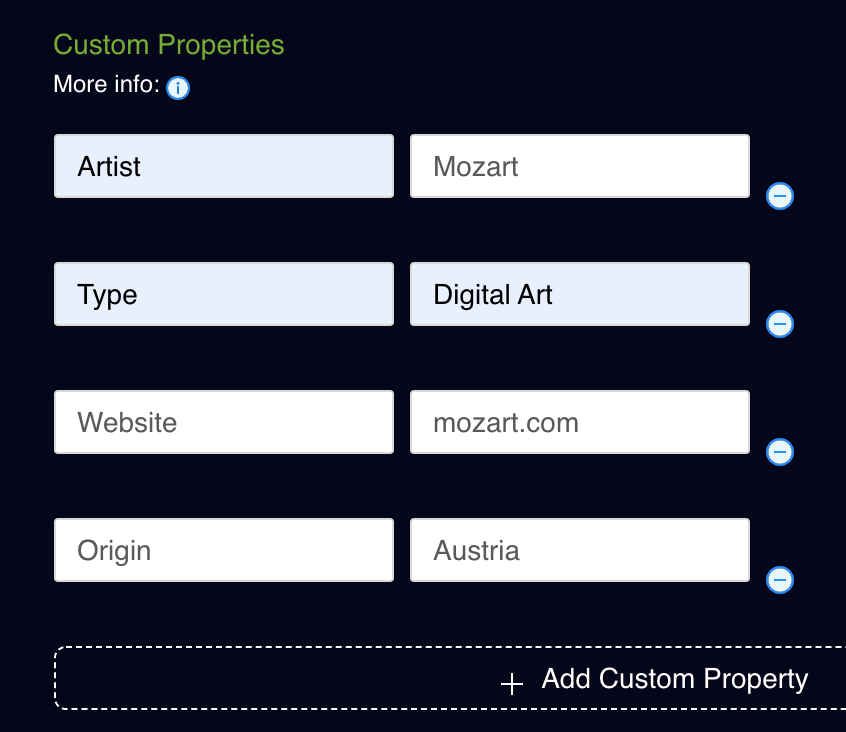 Custom Properties
More info:
Artist Mozart
Type Digital Art
Website mozart.com
Origin Austria
+ Add Custom Property